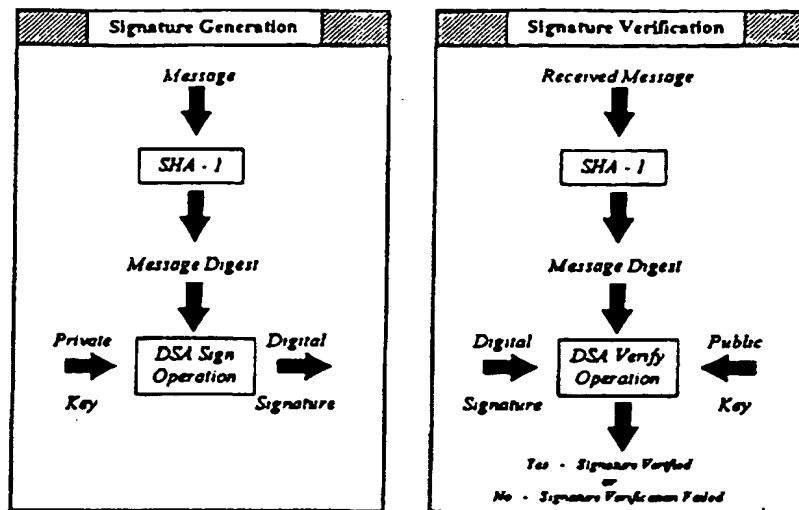 Signature Generation
Message
SHA - 1
Message Digest
Private
Key
DSA Sign
Operation
Digital
Signature
Signature Verification
Received Message
SHA - 1
Message Digest
Digital
Signature
DSA Verify
Operation
Public
Key
Yes - Signature Verified
or
No - Signature Verification Failed